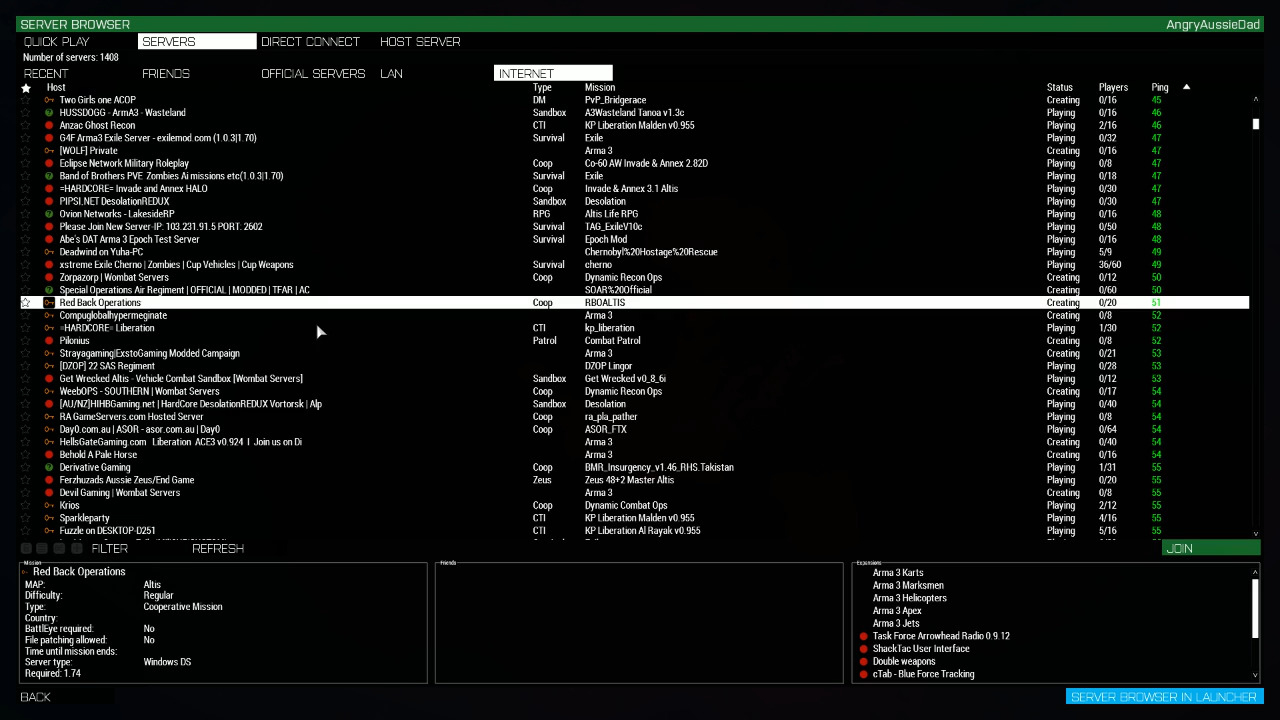 SERVER BROWSER AngryAussieDad
QUICK PLAY SERVERS DIRECT CONNECT HOST SERVER
Number of servers: 1408
RECENT FRIENDS OFFICIAL SERVERS LAN INTERNET
Host Type Mission Status Players Ping
Two Girls one ACOP DM PvP_Bridgerace Creating 0/16 45
HUSSDOGG - ArmA3 - Wasteland Sandbox A3Wasteland Tanoa v1.3c Playing 0/16 46
Anzac Ghost Recon CTI KP Liberation Malden v0.955 Playing 2/16 46
G4F Arma3 Exile Server - exilemod.com (1.0.3|1.70) Survival Exile Playing 0/32 47
[WOLF] Private Arma 3 Creating 0/16 47
Eclipse Network Military Roleplay Coop Co-60 AW Invade & Annex 2.82D Playing 0/8 47
Band of Brothers PVE Zombies Ai missions etc(1.0.3|1.70) Survival Exile Playing 0/16 47
=HARDCORE= Invade and Annex HALO Coop Invade & Annex 3.1 Altis Playing 0/30 47
PIPSI.NET DesolationREDUX Sandbox Desolation Playing 0/40 47
Ovion Networks - LakesideRP RPG Altis Life RPG Playing 0/16 48
Please Join New Server-IP: 103.231.91.5 PORT: 2602 Survival TAG_ExileV10c Playing 0/50 48
Abe's DAT Arma 3 Epoch Test Server Survival Epoch Mod Playing 0/16 48
Deadwind on Yuha-PC Chernobyl%20Hostage%20Rescue Playing 5/9 49
xstreme Exile Cherno | Zombies | Cup Vehicles | Cup Weapons Survival cherno Playing 36/60 49
Zorpazorp | Wombat Servers Coop Dynamic Recon Ops Creating 0/12 50
Special Operations Air Regiment | OFFICIAL | MODDED | TFAR | AC SOAR%20official Creating 0/60 50
Red Back Operations Coop RBOALTIS Creating 0/20 51
Compuglobalhypermeginate Arma 3 Creating 0/8 52
=HARDCORE= Liberation CTI kp_liberation Playing 1/30 52
Pilonius Patrol Combat Patrol Creating 0/8 52
Strayagaming|ExstoGaming Modded Campaign Arma 3 Creating 0/21 53
[DZOP] 22 SAS Regiment DZOP Lingor Playing 0/28 53
Get Wrecked Altis - Vehicle Combat Sandbox [Wombat Servers] Sandbox Get Wrecked v0_8_6i Playing 0/12 53
WeebOPS - SOUTHERN | Wombat Servers Coop Dynamic Recon Ops Creating 0/17 54
[AU/NZ]HIHBGaming.net | HardCore DesolationREDUX Vortorsk | Alp Sandbox Desolation Playing 0/40 54
RA GameServers.com Hosted Server Coop ra_pla_pather Playing 0/8 54
Day0.com.au | ASOR - asor.com.au | Day0 Coop ASOR_FTX Playing 0/64 54
HellsGateGaming.com Liberation ACE3 v0.924 I Join us on Di Arma 3 Creating 0/40 54
Behold A Pale Horse Arma 3 Creating 0/16 54
Derivative Gaming Coop BMR_Insurgency_v1.46_RHS.Takistan Playing 1/31 55
Ferzhuzads Aussie Zeus/End Game Zeus Zeus 48+2 Master Altis Playing 0/30 55
Devil Gaming | Wombat Servers Arma 3 Creating 0/8 55
Krios Coop Dynamic Combat Ops Playing 2/12 55
Sparkleparty CTI KP Liberation Malden v0.955 Playing 4/16 55
Fuzzle on DESKTOP-D251 CTI KP Liberation Al Rayak v0.955 Playing 5/16 55
FILTER REFRESH JOIN
Mission Friends Expansions
Red Back Operations
MAP: Altis
Difficulty: Regular
Type: Cooperative Mission
Country:
BattlEye required: No
File patching allowed: No
Time until mission ends:
Server type: Windows DS
Required: 1.74
Arma 3 Karts
Arma 3 Marksmen
Arma 3 Helicopters
Arma 3 Apex
Arma 3 Jets
Task Force Arrowhead Radio 0.9.12
ShackTac User Interface
Double weapons
cTab - Blue Force Tracking
BACK SERVER BROWSER IN LAUNCHER